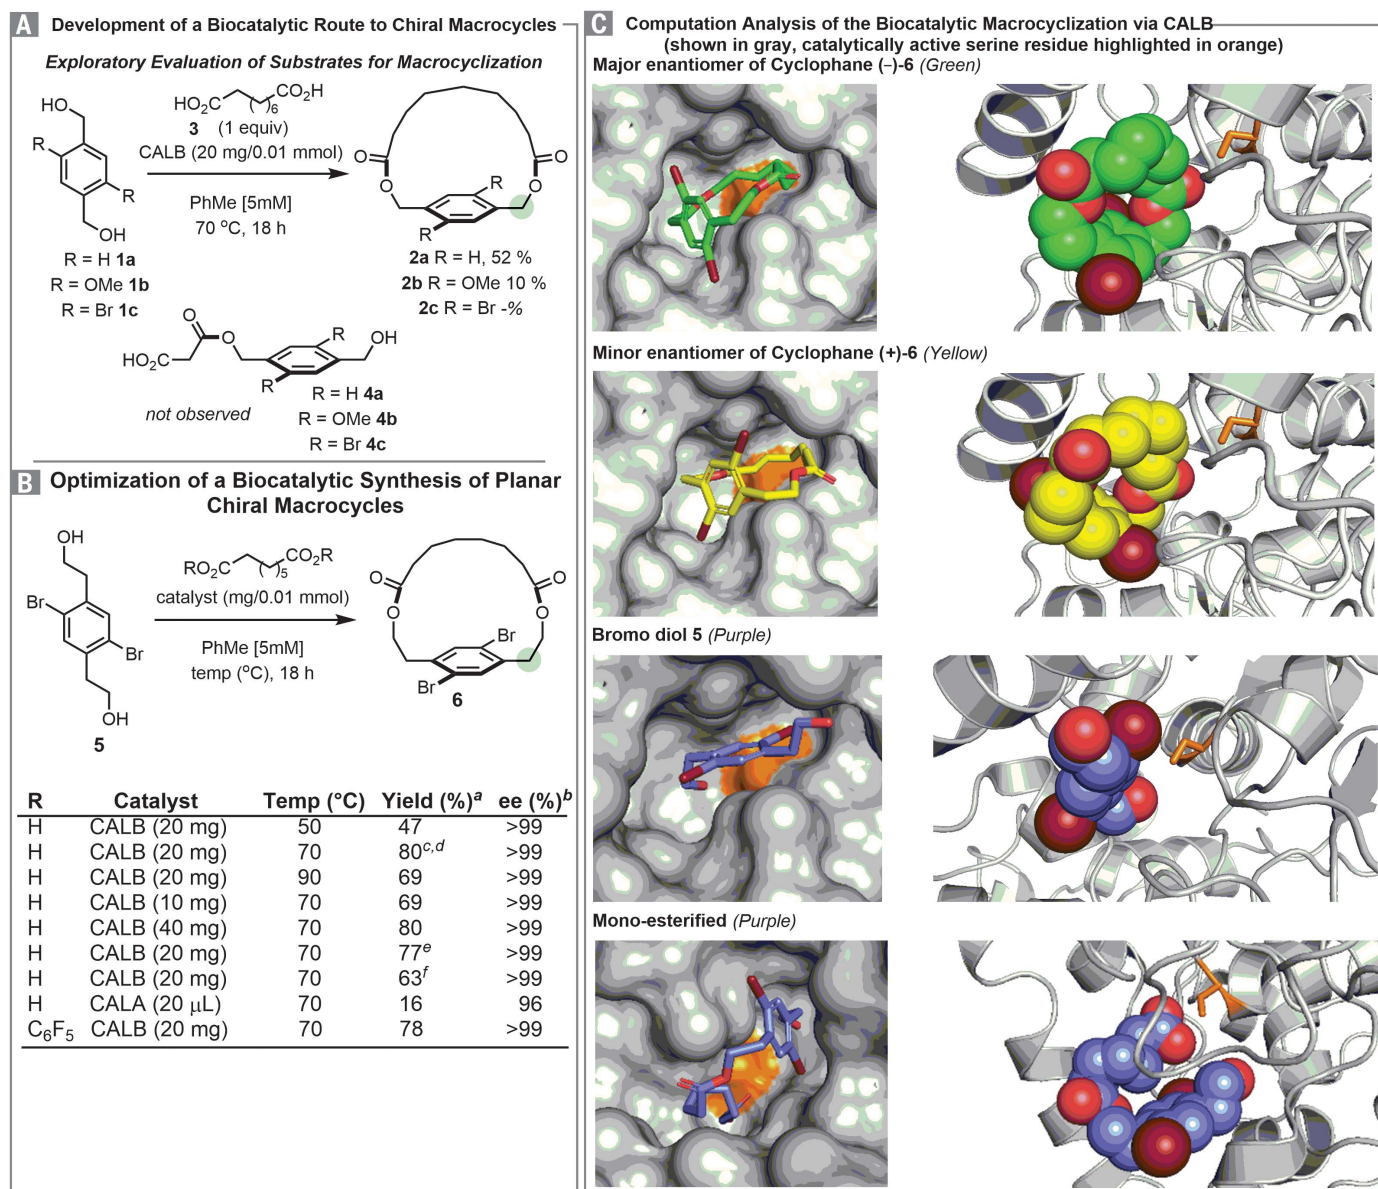 A Development of a Biocatalytic Route to Chiral Macrocycles
Exploratory Evaluation of Substrates for Macrocyclization
HO
R
R
OH
R = H 1a
R = OMe 1b
R = Br 1c
HO₂C CO₂H
6
3 (1 equiv)
CALB (20 mg/0.01 mmol)
PhMe [5mM]
70 °C, 18 h
O O
O O
R
R
2a R = H, 52 %
2b R = OMe 10 %
2c R = Br -%
O
HO₂C O
R OH
R
not observed
R = H 4a
R = OMe 4b
R = Br 4c
B Optimization of a Biocatalytic Synthesis of Planar
Chiral Macrocycles
OH
Br
Br
OH
5
RO₂C CO₂R
5
catalyst (mg/0.01 mmol)
PhMe [5mM]
temp (°C), 18 h
O O
O O
Br
Br
6
R Catalyst Temp (°C) Yield (%)ᵃ ee (%)ᵇ
H CALB (20 mg) 50 47 >99
H CALB (20 mg) 70 80ᶜ,ᵈ >99
H CALB (20 mg) 90 69 >99
H CALB (10 mg) 70 69 >99
H CALB (40 mg) 70 80 >99
H CALB (20 mg) 70 77ᵉ >99
H CALB (20 mg) 70 63ᶠ >99
H CALA (20 μL) 70 16 96
C₆F₅ CALB (20 mg) 70 78 >99
C Computation Analysis of the Biocatalytic Macrocyclization via CALB
(shown in gray, catalytically active serine residue highlighted in orange)
Major enantiomer of Cyclophane (–)-6 (Green)
Minor enantiomer of Cyclophane (+)-6 (Yellow)
Bromo diol 5 (Purple)
Mono-esterified (Purple)